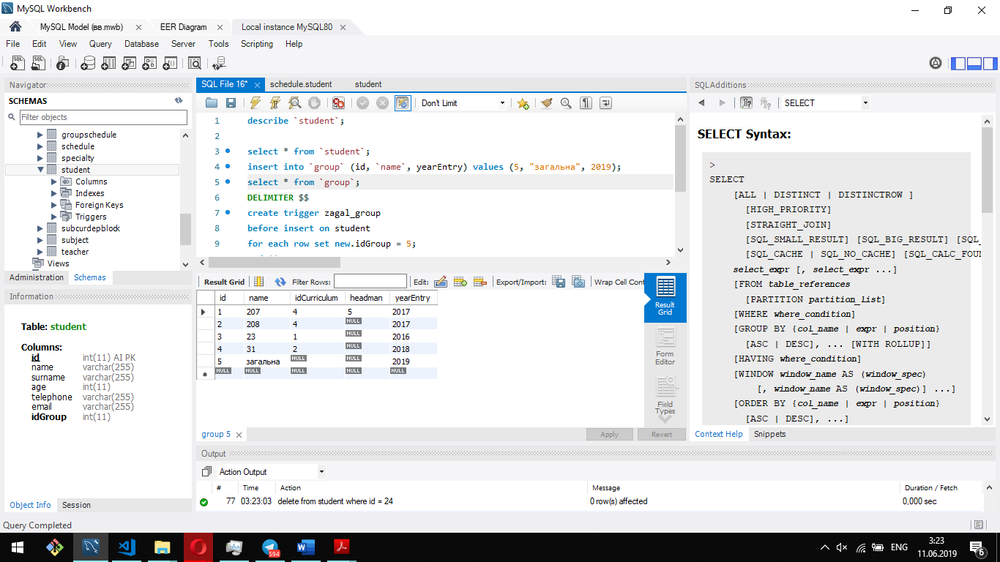 MySQL Workbench
MySQL Model (вв.mwb) EER Diagram Local instance MySQL80
File Edit View Query Database Server Tools Scripting Help
Navigator
SCHEMAS
Filter objects
groupschedule
schedule
specialty
student
Columns
Indexes
Foreign Keys
Triggers
subcurdepblock
subject
teacher
Views
Administration Schemas
Information
Table: student
Columns:
id int(11) AI PK
name varchar(255)
surname varchar(255)
age int(11)
telephone varchar(255)
email varchar(255)
idGroup int(11)
Object Info Session
SQL File 16* schedule.student student
Don't Limit
1 describe `student`;
2
3 select * from `student`;
4 insert into `group` (id, `name`, yearEntry) values (5, "загальна", 2019);
5 select * from `group`;
6 DELIMITER $$
7 create trigger zagal_group
8 before insert on student
9 for each row set new.idGroup = 5;
Result Grid Filter Rows: Edit: Export/Import: Wrap Cell Cont
id name idCurriculum headman yearEntry
1 207 4 5 2017
2 208 4 NULL 2017
3 23 1 NULL 2016
4 31 2 NULL 2018
5 загальна NULL NULL 2019
NULL NULL NULL NULL NULL
Result Grid
Form Editor
Field Types
group 5 Apply Revert
SQLAdditions
SELECT
SELECT Syntax:
>
SELECT
[ALL | DISTINCT | DISTINCTROW ]
[HIGH_PRIORITY]
[STRAIGHT_JOIN]
[SQL_SMALL_RESULT] [SQL_BIG_RESULT] [SQL_
[SQL_CACHE | SQL_NO_CACHE] [SQL_CALC_FOUN
select_expr [, select_expr ...]
[FROM table_references
[PARTITION partition_list]
[WHERE where_condition]
[GROUP BY {col_name | expr | position}
[ASC | DESC], ... [WITH ROLLUP]]
[HAVING where_condition]
[WINDOW window_name AS (window_spec)
[, window_name AS (window_spec)] ...]
[ORDER BY {col_name | expr | position}
[ASC | DESC], ...]
Context Help Snippets
Output
Action Output
# Time Action Message Duration / Fetch
77 03:23:03 delete from student where id = 24 0 row(s) affected 0,000 sec
Query Completed
594
ENG
3:23
11.06.2019
6